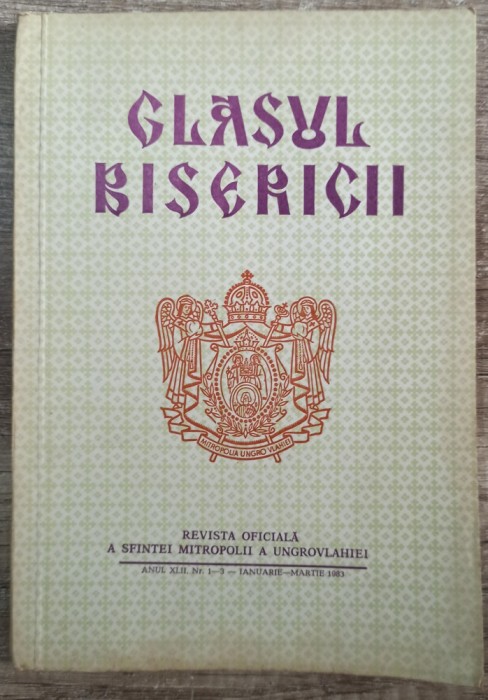 GLASUL
BISERICII
MITROPOLIA UNGRO VLAHIEI
REVISTA OFICIALĂ
A SFINTEI MITROPOLII A UNGROVLAHIEI
ANUL XLII, Nr. 1—3 — IANUARIE—MARTIE 1983